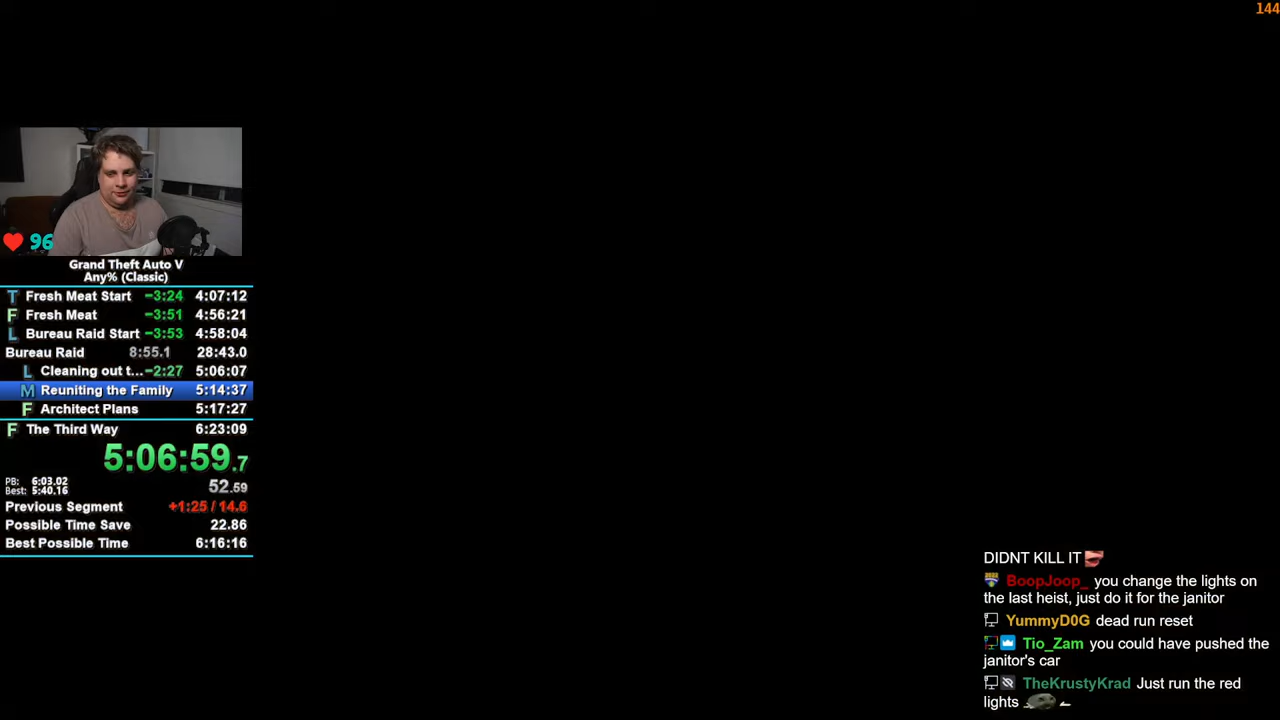 144
96
Grand Theft Auto V
Any% (Classic)
T Fresh Meat Start −3:24 4:07:12
F Fresh Meat −3:51 4:56:21
L Bureau Raid Start −3:53 4:58:04
Bureau Raid 8:55.1 28:43.0
L Cleaning out t... −2:27 5:06:07
M Reuniting the Family 5:14:37
F Architect Plans 5:17:27
F The Third Way 6:23:09
5:06:59.7
PB: 6:03.02
Best: 5:40.16
52.59
Previous Segment +1:25 / 14.6
Possible Time Save 22.86
Best Possible Time 6:16:16
DIDNT KILL IT
BoopJoop_ you change the lights on
the last heist, just do it for the janitor
YummyD0G dead run reset
Tio_Zam you could have pushed the
janitor's car
TheKrustyKrad Just run the red
lights